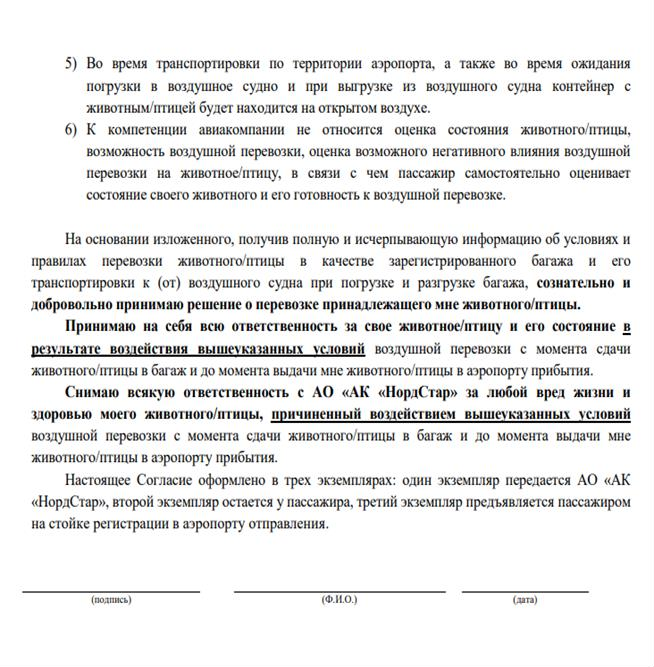 5) Во время транспортировки по территории аэропорта, а также во время ожидания
погрузки в воздушное судно и при выгрузке из воздушного судна контейнер с
животным/птицей будет находится на открытом воздухе.
6) К компетенции авиакомпании не относится оценка состояния животного/птицы,
возможность воздушной перевозки, оценка возможного негативного влияния воздушной
перевозки на животное/птицу, в связи с чем пассажир самостоятельно оценивает
состояние своего животного и его готовность к воздушной перевозке.
На основании изложенного, получив полную и исчерпывающую информацию об условиях и
правилах перевозки животного/птицы в качестве зарегистрированного багажа и его
транспортировки к (от) воздушного судна при погрузке и разгрузке багажа, сознательно и
добровольно принимаю решение о перевозке принадлежащего мне животного/птицы.
Принимаю на себя всю ответственность за свое животное/птицу и его состояние в
результате воздействия вышеуказанных условий воздушной перевозки с момента сдачи
животного/птицы в багаж и до момента выдачи мне животного/птицы в аэропорту прибытия.
Снимаю всякую ответственность с АО «АК «НордСтар» за любой вред жизни и
здоровью моего животного/птицы, причиненный воздействием вышеуказанных условий
воздушной перевозки с момента сдачи животного/птицы в багаж и до момента выдачи мне
животного/птицы в аэропорту прибытия.
Настоящее Согласие оформлено в трех экземплярах: один экземпляр передается АО «АК
«НордСтар», второй экземпляр остается у пассажира, третий экземпляр предъявляется пассажиром
на стойке регистрации в аэропорту отправления.
(подпись) (Ф.И.О.) (дата)